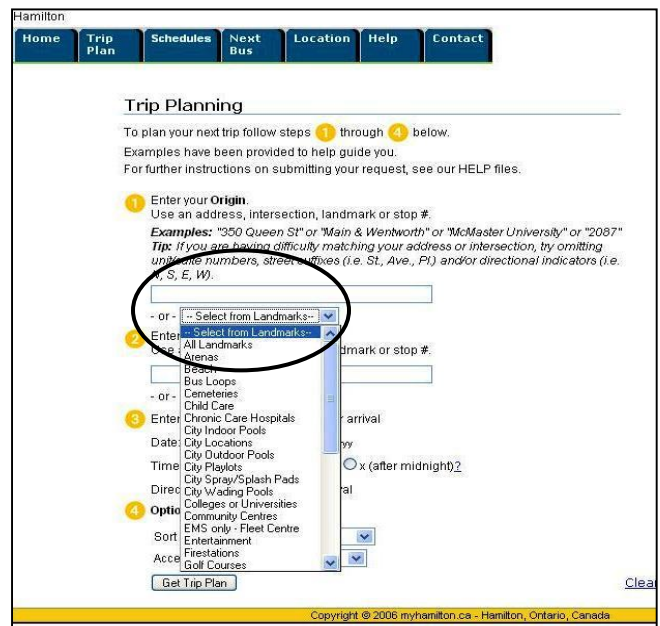 Hamilton
Home Trip Plan Schedules Next Bus Location Help Contact
Trip Planning
To plan your next trip follow steps 1 through 4 below.
Examples have been provided to help guide you.
For further instructions on submitting your request, see our HELP files.
1 Enter your Origin.
Use an address, intersection, landmark or stop #.
Examples: "350 Queen St" or "Main & Wentworth" or "McMaster University" or "2087"
Tip: If you are having difficulty matching your address or intersection, try omitting
unit/suite numbers, street suffixes (i.e. St., Ave., Pl.) and/or directional indicators (i.e.
N, S, E, W).
- or - -- Select from Landmarks--
-- Select from Landmarks--
All Landmarks
Arenas
Beach
Bus Loops
Cemeteries
Child Care
Chronic Care Hospitals
City Indoor Pools
City Locations
City Outdoor Pools
City Playlots
City Spray/Splash Pads
City Wading Pools
Colleges or Universities
Community Centres
EMS only - Fleet Centre
Entertainment
Firestations
Golf Courses
2 Enter
Use a dmark or stop #.
- or -
3 Enter r arrival
Date: yy
Time x (after midnight)?
Direc al
4 Optio
Sort
Acce
Get Trip Plan
Clear
Copyright © 2006 myhamilton.ca - Hamilton, Ontario, Canada